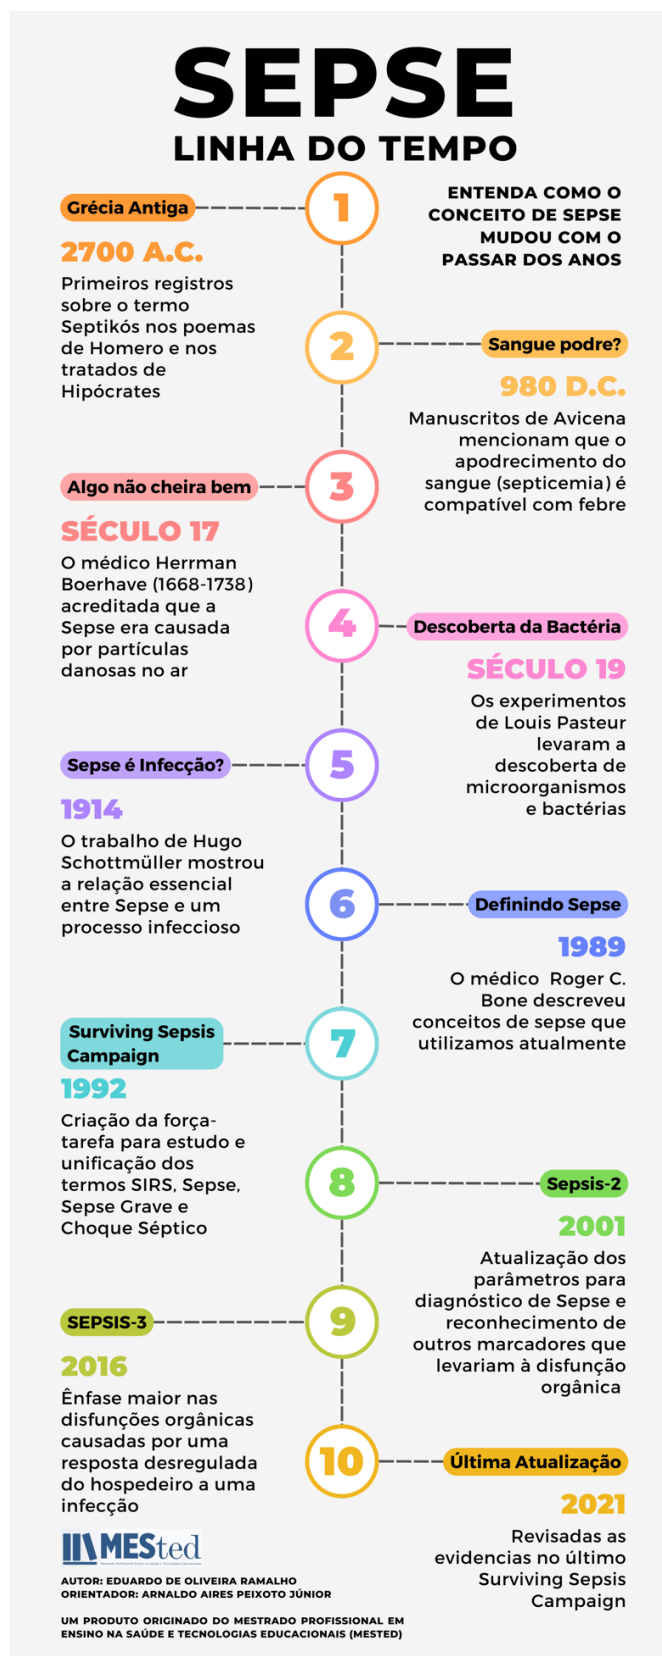 SEPSE
LINHA DO TEMPO
ENTENDA COMO O
CONCEITO DE SEPSE
MUDOU COM O
PASSAR DOS ANOS
1
Grécia Antiga
2700 A.C.
Primeiros registros
sobre o termo
Septikós nos poemas
de Homero e nos
tratados de
Hipócrates
2
Sangue podre?
980 D.C.
Manuscritos de Avicena
mencionam que o
apodrecimento do
sangue (septicemia) é
compatível com febre
3
Algo não cheira bem
SÉCULO 17
O médico Herrman
Boerhave (1668-1738)
acreditada que a
Sepse era causada
por partículas
danosas no ar
4
Descoberta da Bactéria
SÉCULO 19
Os experimentos
de Louis Pasteur
levaram a
descoberta de
microorganismos
e bactérias
5
Sepse é Infecção?
1914
O trabalho de Hugo
Schottmüller mostrou
a relação essencial
entre Sepse e um
processo infeccioso
6
Definindo Sepse
1989
O médico Roger C.
Bone descreveu
conceitos de sepse que
utilizamos atualmente
7
Surviving Sepsis
Campaign
1992
Criação da força-
tarefa para estudo e
unificação dos
termos SIRS, Sepse,
Sepse Grave e
Choque Séptico
8
Sepsis-2
2001
Atualização dos
parâmetros para
diagnóstico de Sepse e
reconhecimento de
outros marcadores que
levariam à disfunção
orgânica
9
SEPSIS-3
2016
Ênfase maior nas
disfunções orgânicas
causadas por uma
resposta desregulada
do hospedeiro a uma
infecção
10
Última Atualização
2021
Revisadas as
evidencias no último
Surviving Sepsis
Campaign
MESted
AUTOR: EDUARDO DE OLIVEIRA RAMALHO
ORIENTADOR: ARNALDO AIRES PEIXOTO JÚNIOR
UM PRODUTO ORIGINADO DO MESTRADO PROFISSIONAL EM
ENSINO NA SAÚDE E TECNOLOGIAS EDUCACIONAIS (MESTED)